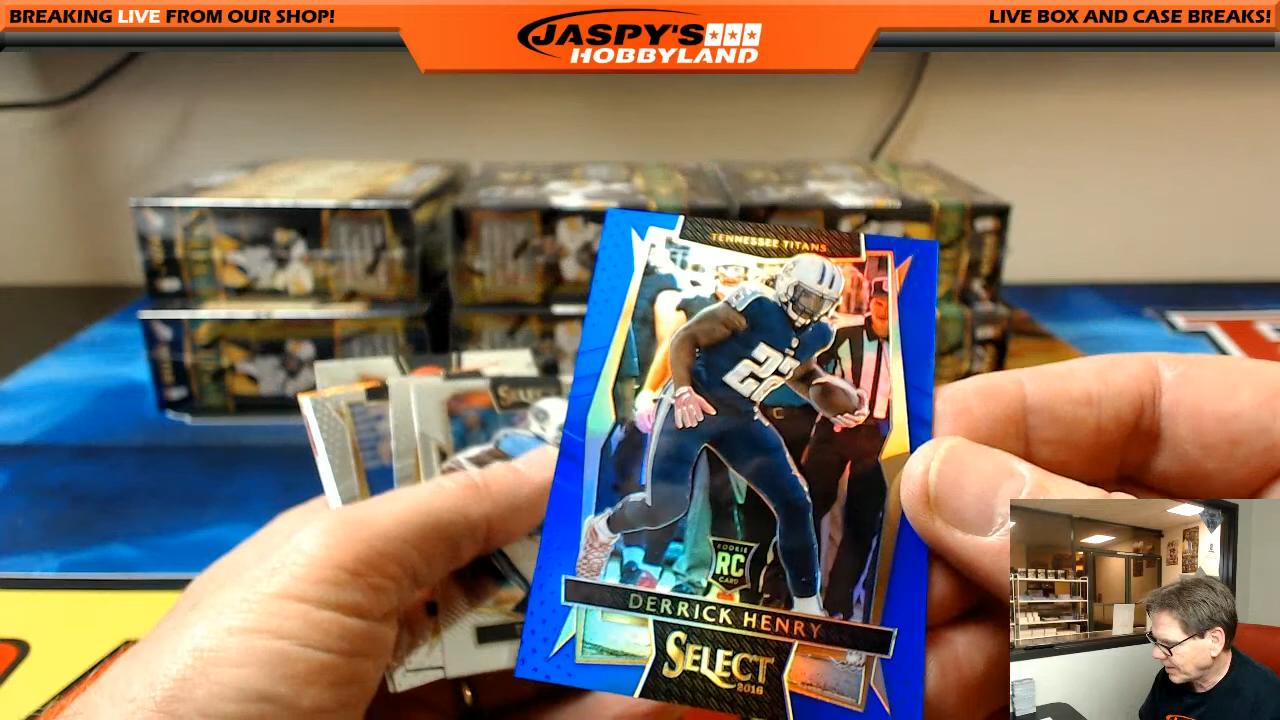 BREAKING LIVE FROM OUR SHOP!
JASPY'S
HOBBYLAND
LIVE BOX AND CASE BREAKS!
TENNESSEE TITANS
ROOKIE
RC
CARD
DERRICK HENRY
SELECT
2016
SELECT